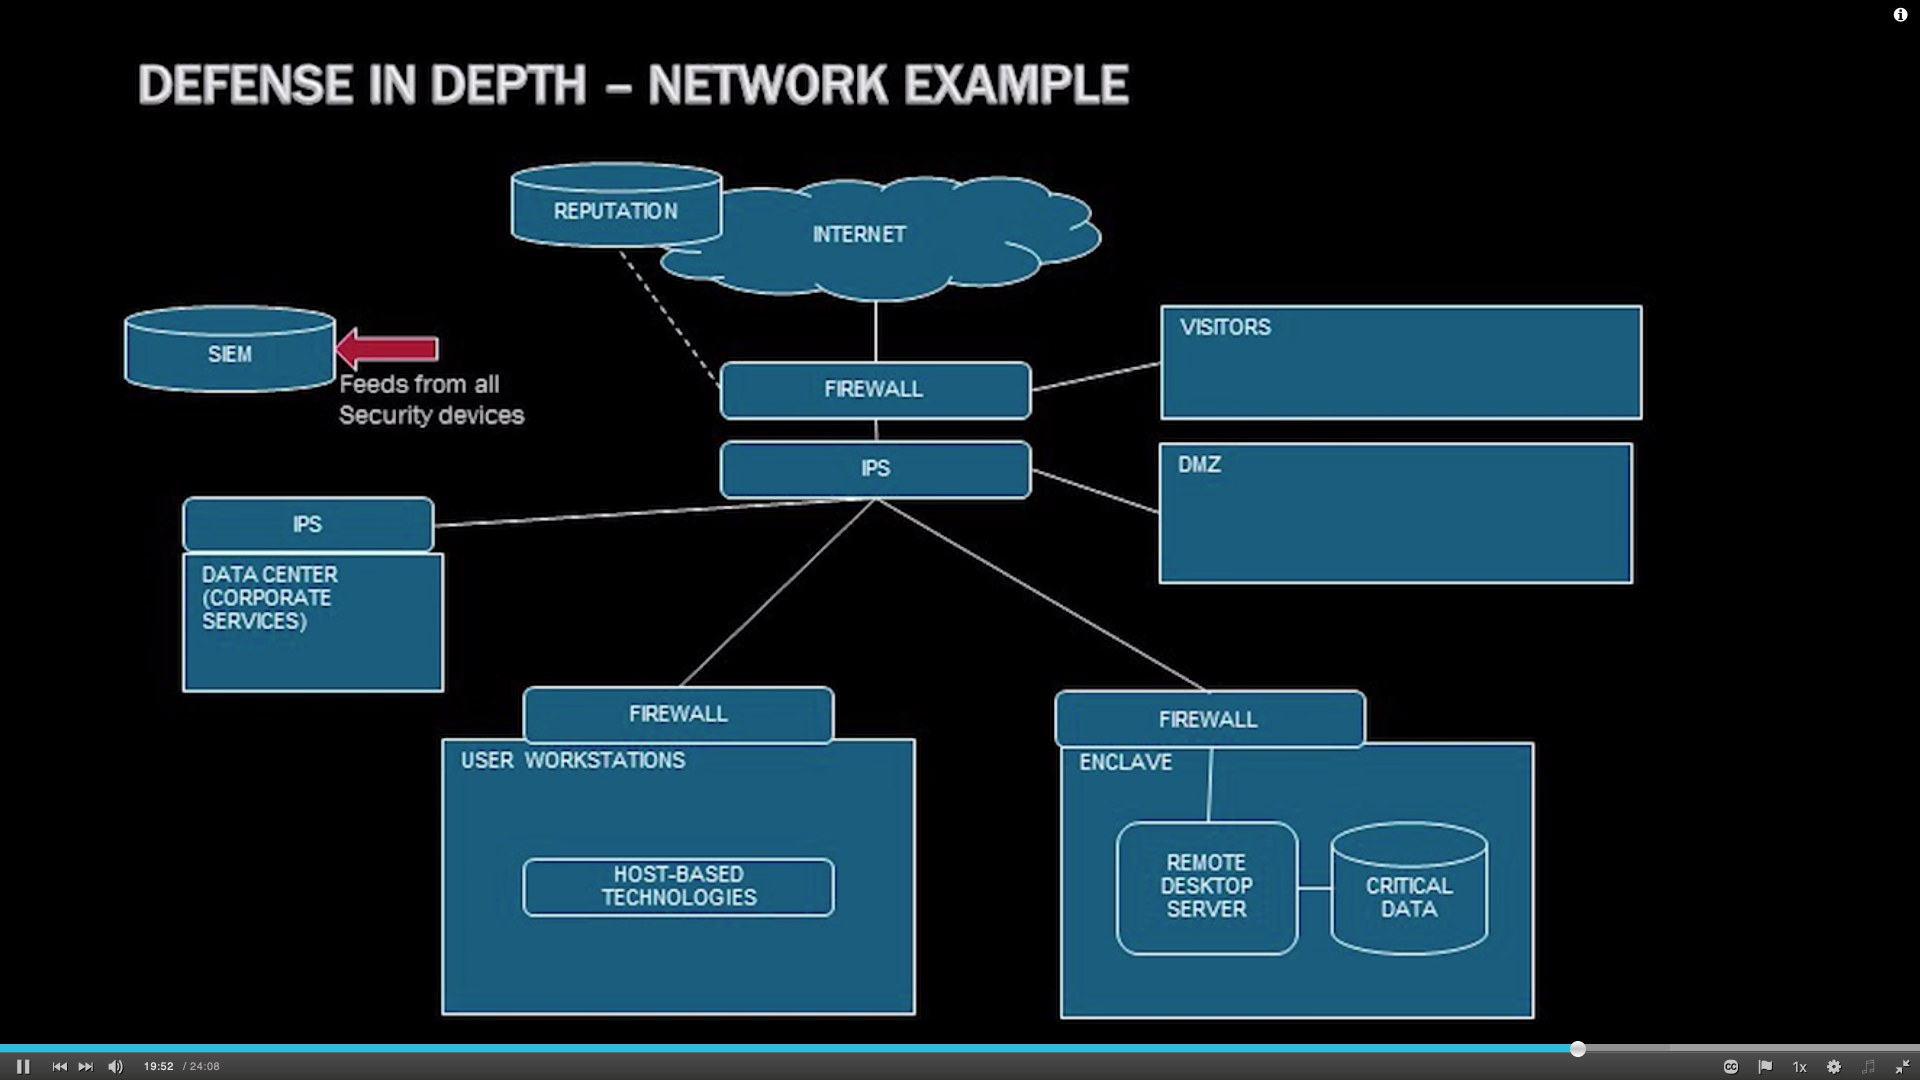 DEFENSE IN DEPTH – NETWORK EXAMPLE
REPUTATION
INTERNET
SIEM
Feeds from all
Security devices
FIREWALL
VISITORS
IPS
DMZ
IPS
DATA CENTER
(CORPORATE
SERVICES)
FIREWALL
USER WORKSTATIONS
HOST-BASED
TECHNOLOGIES
FIREWALL
ENCLAVE
REMOTE
DESKTOP
SERVER
CRITICAL
DATA
19:52 / 24:08
CC
1x